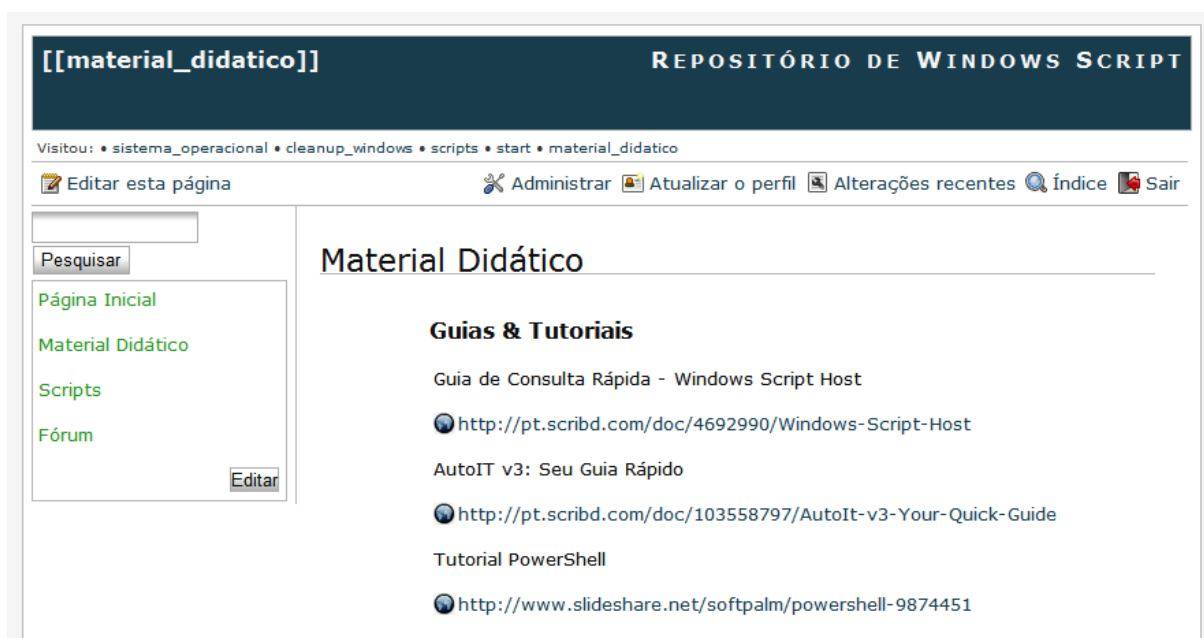 [[material_didatico]] REPOSITÓRIO DE WINDOWS SCRIPT
Visitou: • sistema_operacional • cleanup_windows • scripts • start • material_didatico
Editar esta página Administrar Atualizar o perfil Alterações recentes Índice Sair
Pesquisar
Página Inicial
Material Didático
Scripts
Fórum
Editar
Material Didático
Guias & Tutoriais
Guia de Consulta Rápida - Windows Script Host
http://pt.scribd.com/doc/4692990/Windows-Script-Host
AutoIT v3: Seu Guia Rápido
http://pt.scribd.com/doc/103558797/AutoIt-v3-Your-Quick-Guide
Tutorial PowerShell
http://www.slideshare.net/softpalm/powershell-9874451